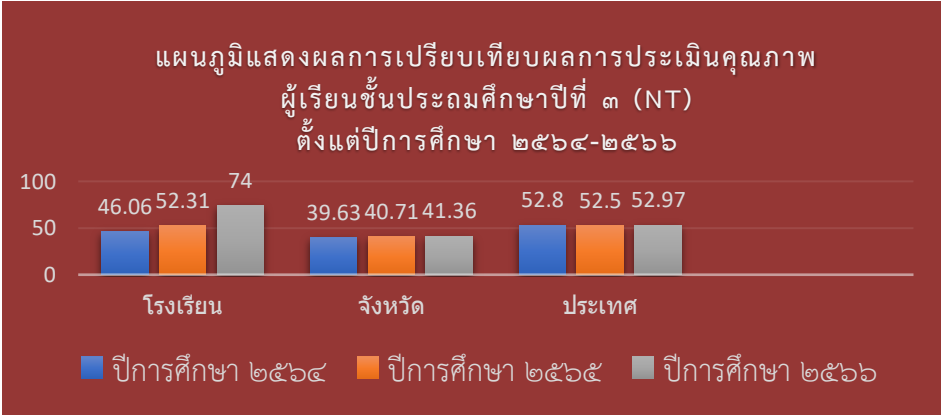 แผนภูมิแสดงผลการเปรียบเทียบผลการประเมินคุณภาพ
ผู้เรียนชั้นประถมศึกษาปีที่ ๓ (NT)
ตั้งแต่ปีการศึกษา ๒๕๖๔-๒๕๖๖
100
50
0
46.06 52.31 74
39.63 40.71 41.36
52.8 52.5 52.97
โรงเรียน จังหวัด ประเทศ
ปีการศึกษา ๒๕๖๔ ปีการศึกษา ๒๕๖๕ ปีการศึกษา ๒๕๖๖